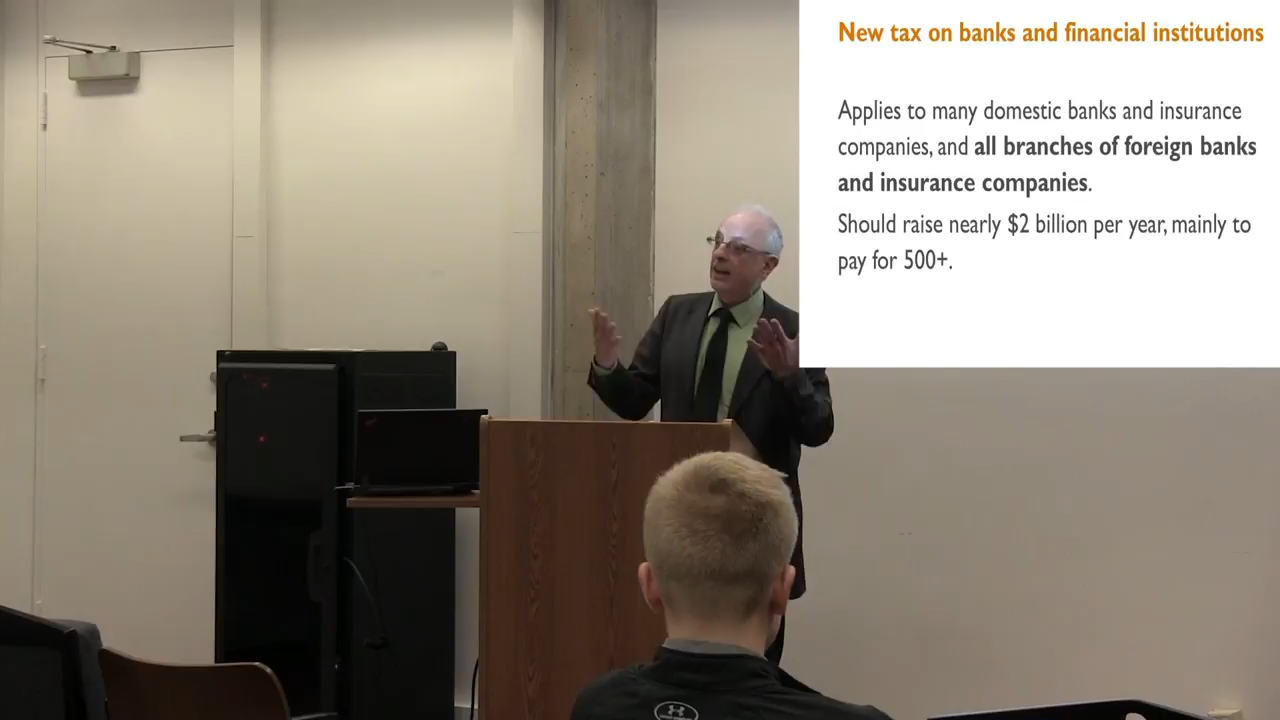 New tax on banks and financial institutions
Applies to many domestic banks and insurance
companies, and all branches of foreign banks
and insurance companies.
Should raise nearly $2 billion per year, mainly to
pay for 500+.